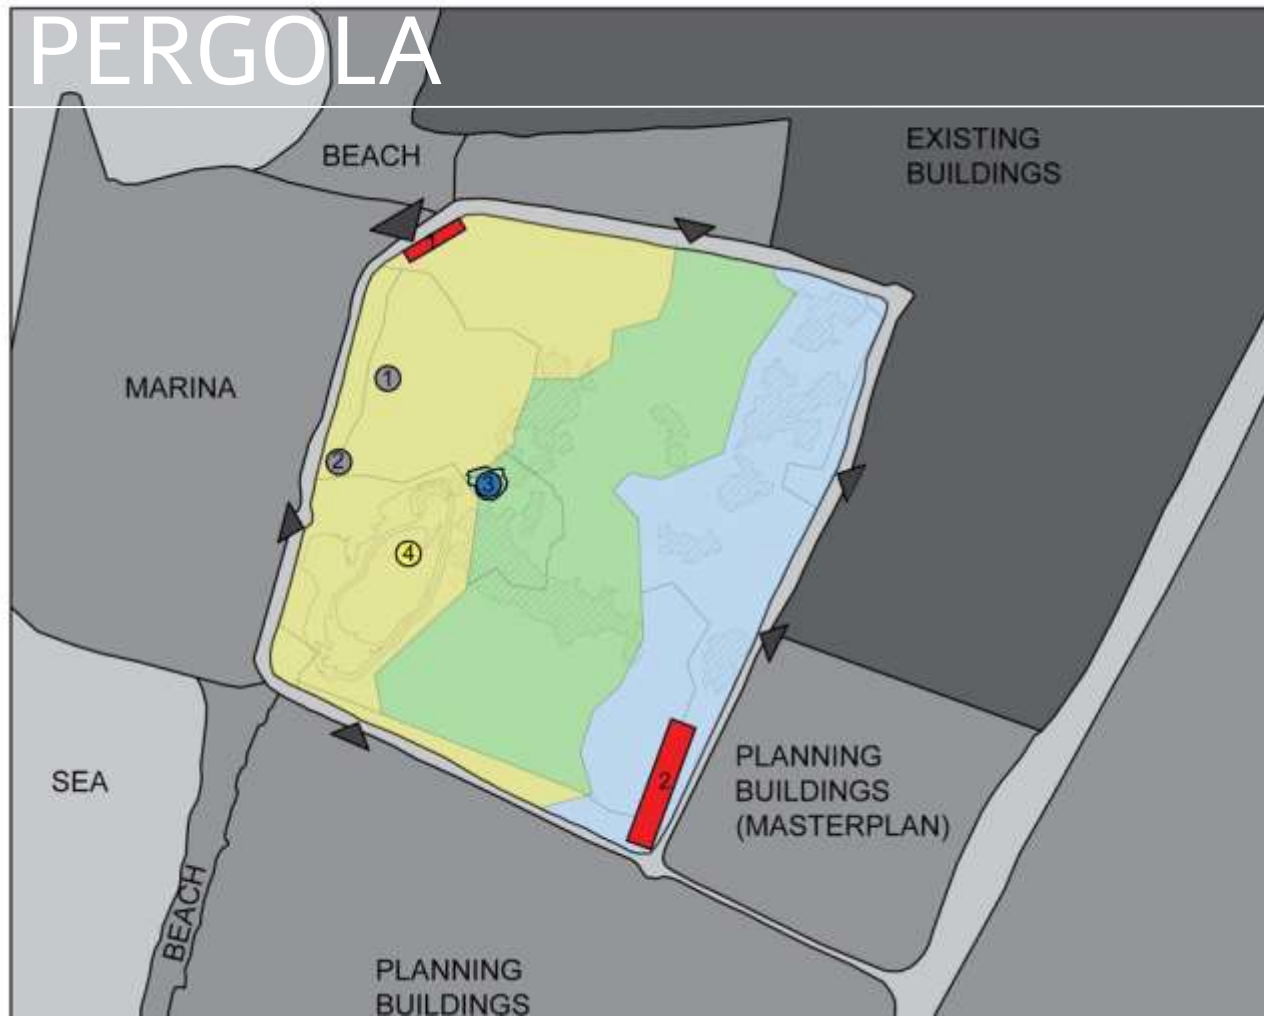 PERGOLA
BEACH
EXISTING
BUILDINGS
MARINA
1
2
3
4
SEA
2
PLANNING
BUILDINGS
(MASTERPLAN)
BEACH
PLANNING
BUILDINGS